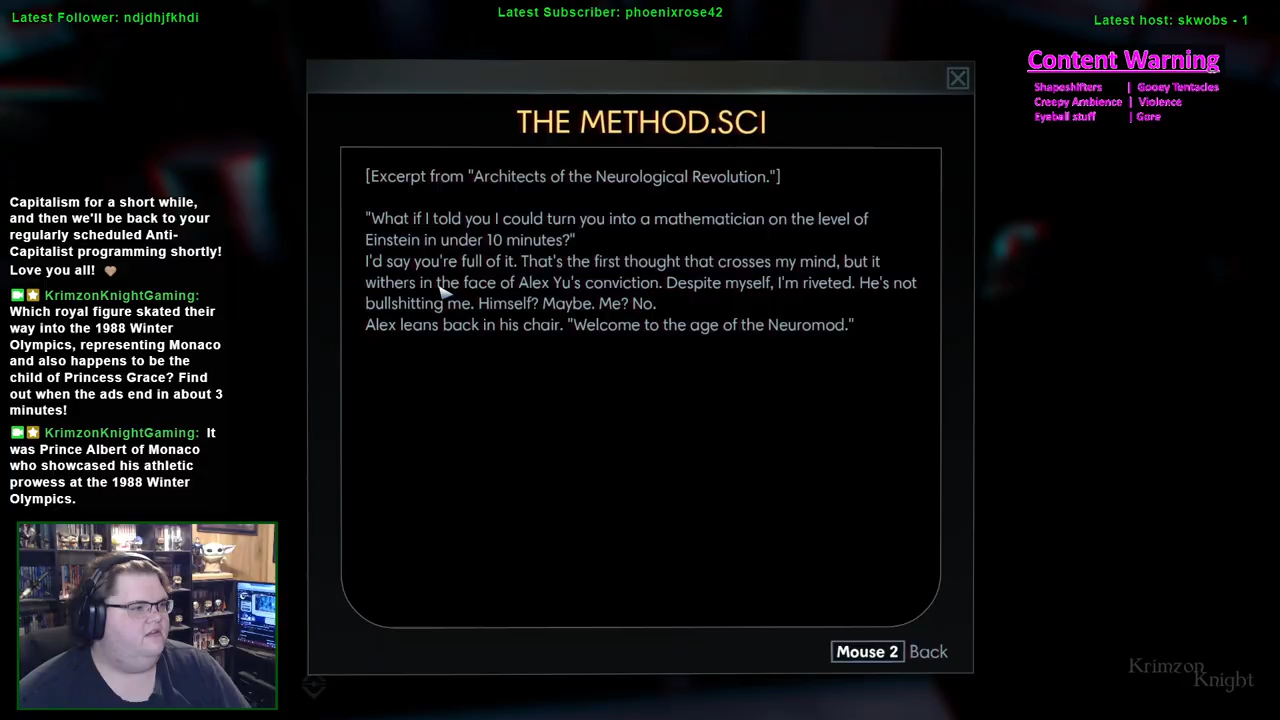 Latest Follower: ndjdhjfkhdi
Latest Subscriber: phoenixrose42
Latest host: skwobs - 1
Content Warning
Shapeshifters | Gooey Tentacles
Creepy Ambience | Violence
Eyeball stuff | Gore
THE METHOD.SCI
[Excerpt from "Architects of the Neurological Revolution."]
"What if I told you I could turn you into a mathematician on the level of
Einstein in under 10 minutes?"
I'd say you're full of it. That's the first thought that crosses my mind, but it
withers in the face of Alex Yu's conviction. Despite myself, I'm riveted. He's not
bullshitting me. Himself? Maybe. Me? No.
Alex leans back in his chair. "Welcome to the age of the Neuromod."
Mouse 2 Back
Capitalism for a short while,
and then we'll be back to your
regularly scheduled Anti-
Capitalist programming shortly!
Love you all!
KrimzonKnightGaming:
Which royal figure skated their
way into the 1988 Winter
Olympics, representing Monaco
and also happens to be the
child of Princess Grace? Find
out when the ads end in about 3
minutes!
KrimzonKnightGaming: It
was Prince Albert of Monaco
who showcased his athletic
prowess at the 1988 Winter
Olympics.
Krimzon
Knight